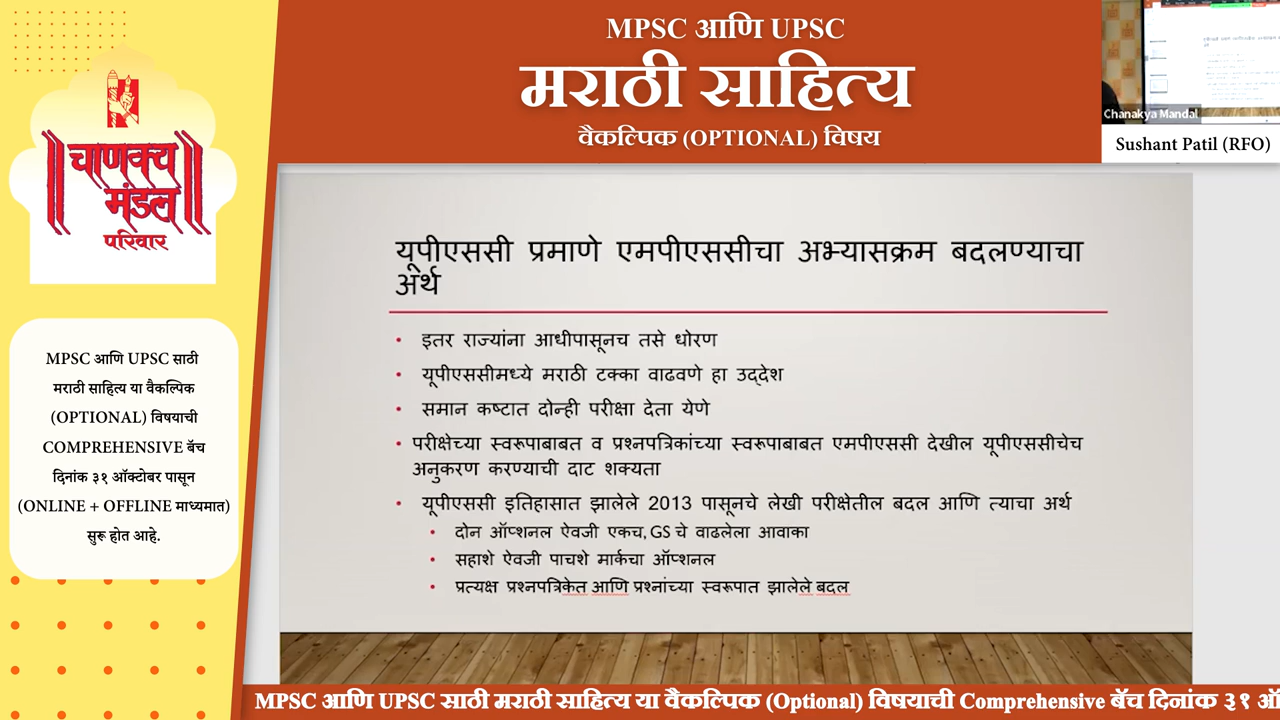 MPSC आणि UPSC
मराठी साहित्य
वैकल्पिक (OPTIONAL) विषय
Chanakya Mandal
Sushant Patil (RFO)
चाणक्य
मंडल
परिवार
MPSC आणि UPSC साठी
मराठी साहित्य या वैकल्पिक
(OPTIONAL) विषयाची
COMPREHENSIVE बॅच
दिनांक ३१ ऑक्टोबर पासून
(ONLINE + OFFLINE माध्यमात)
सुरू होत आहे.
यूपीएससी प्रमाणे एमपीएससीचा अभ्यासक्रम बदलण्याचा
अर्थ
• इतर राज्यांना आधीपासूनच तसे धोरण
• यूपीएससीमध्ये मराठी टक्का वाढवणे हा उद्देश
• समान कष्टात दोन्ही परीक्षा देता येणे
• परीक्षेच्या स्वरूपाबाबत व प्रश्नपत्रिकांच्या स्वरूपाबाबत एमपीएससी देखील यूपीएससीचेच
अनुकरण करण्याची दाट शक्यता
• यूपीएससी इतिहासात झालेले 2013 पासूनचे लेखी परीक्षेतील बदल आणि त्याचा अर्थ
• दोन ऑप्शनल ऐवजी एकच, GS चे वाढलेला आवाका
• सहाशे ऐवजी पाचशे मार्कचा ऑप्शनल
• प्रत्यक्ष प्रश्नपत्रिकेत आणि प्रश्नांच्या स्वरूपात झालेले बदल
MPSC आणि UPSC साठी मराठी साहित्य या वैकल्पिक (Optional) विषयाची Comprehensive बॅच दिनांक ३१